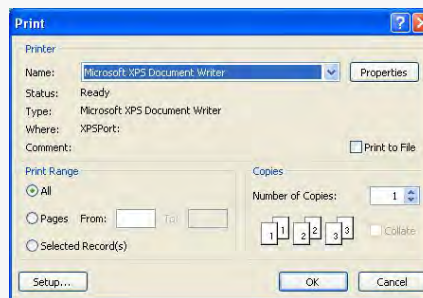 Print
Printer
Name: Microsoft XPS Document Writer Properties
Status: Ready
Type: Microsoft XPS Document Writer
Where: XPSPort:
Comment: Print to File
Print Range
All
Pages From: To:
Selected Record(s)
Copies
Number of Copies: 1
1 1 2 2 3 3 Collate
Setup... OK Cancel